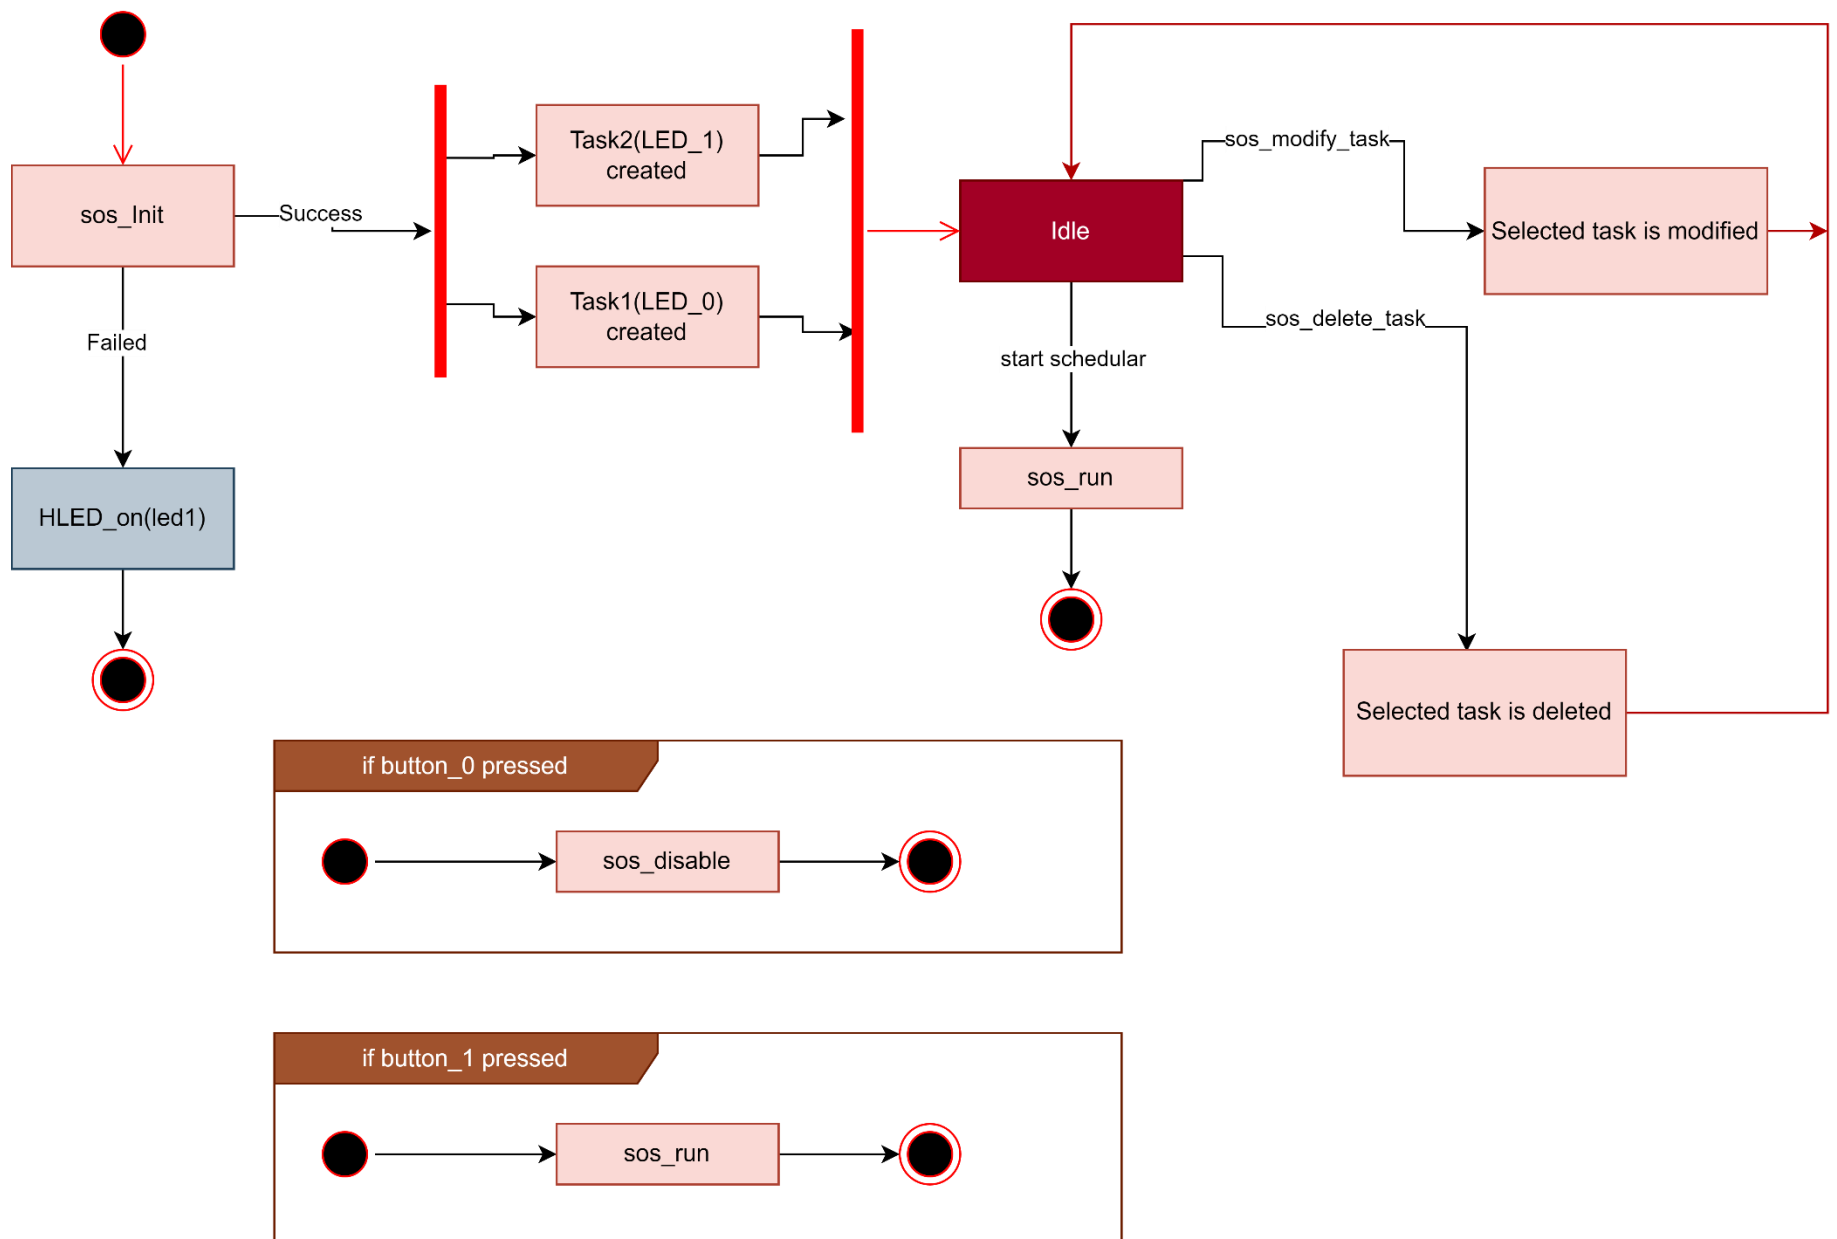 sos_Init
Success
Failed
HLED_on(led1)
Task2(LED_1)
created
Task1(LED_0)
created
Idle
sos_modify_task
Selected task is modified
sos_delete_task
Selected task is deleted
start schedular
sos_run
if button_0 pressed
sos_disable
if button_1 pressed
sos_run